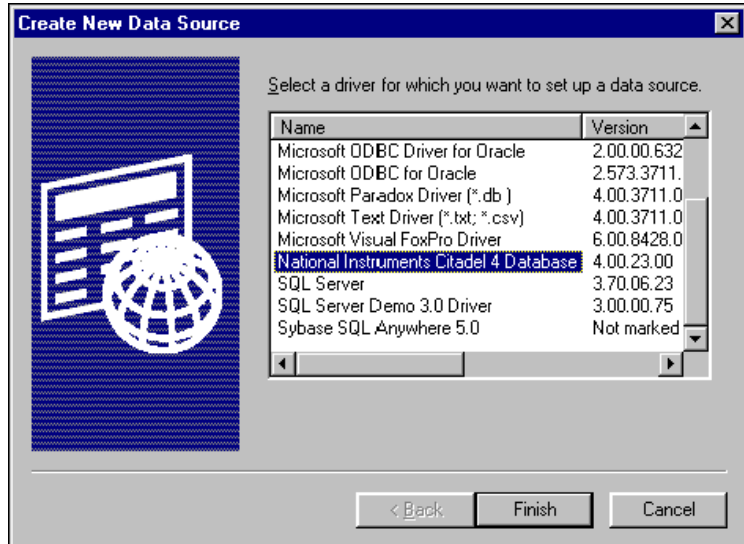 Create New Data Source
Select a driver for which you want to set up a data source.
Name Version
Microsoft ODBC Driver for Oracle 2.00.00.632
Microsoft ODBC for Oracle 2.573.3711.
Microsoft Paradox Driver (*.db ) 4.00.3711.0
Microsoft Text Driver (*.txt; *.csv) 4.00.3711.0
Microsoft Visual FoxPro Driver 6.00.8428.0
National Instruments Citadel 4 Database 4.00.23.00
SQL Server 3.70.06.23
SQL Server Demo 3.0 Driver 3.00.00.75
Sybase SQL Anywhere 5.0 Not marked
< Back Finish Cancel